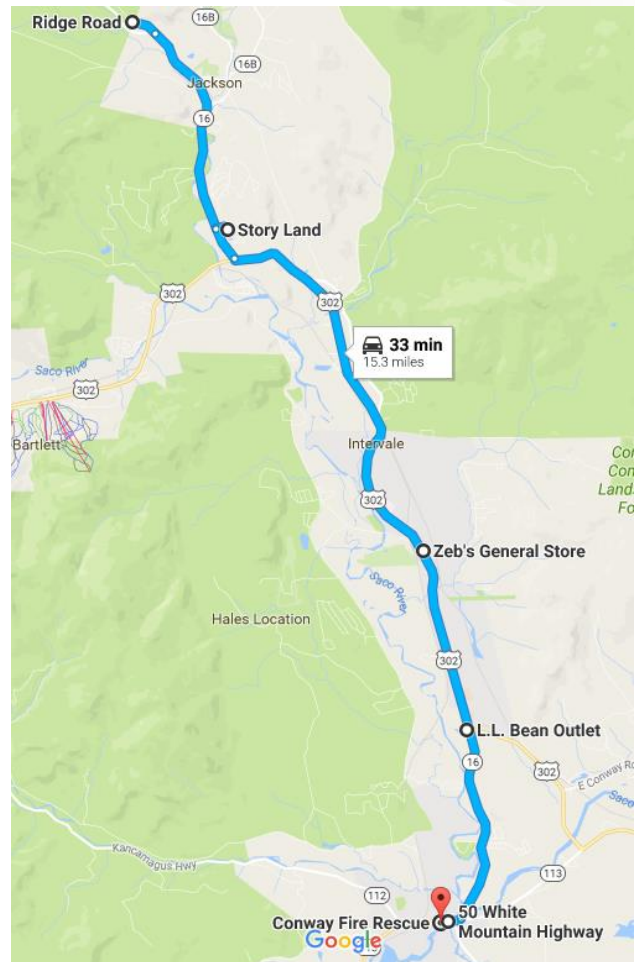 16B
Ridge Road
16B
Jackson
16
Story Land
302
302
33 min
15.3 miles
Saco River
302
Bartlett
Intervale
302
Zeb's General Store
Saco River
Hales Location
302
L.L. Bean Outlet
16
302
E Conway Ro
Kancamagus Hwy
113
112
50 White
Conway Fire Rescue
Mountain Highway
Google